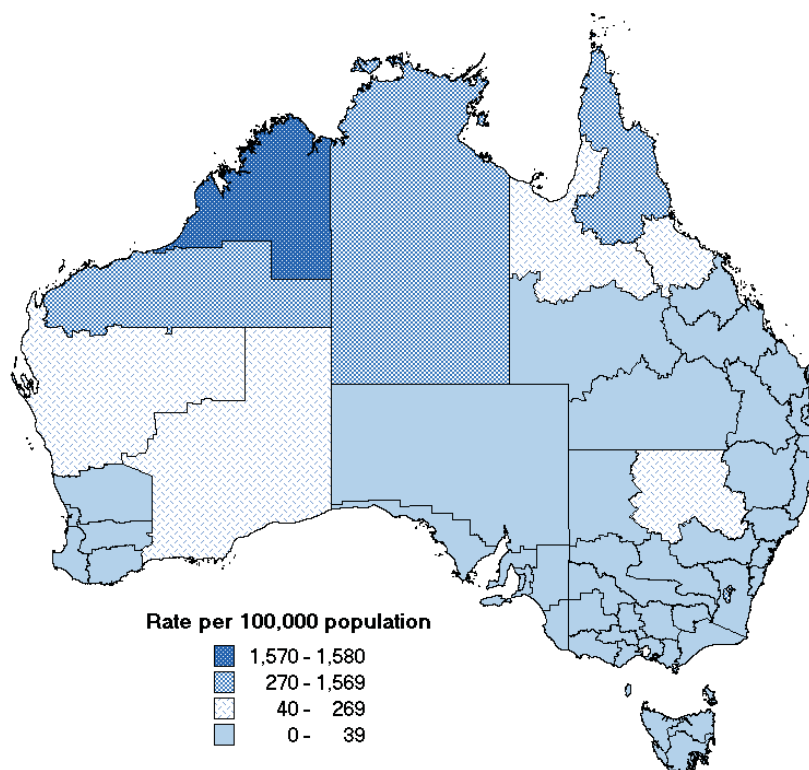 Rate per 100,000 population
1,570 - 1,580
270 - 1,569
40 - 269
0 - 39